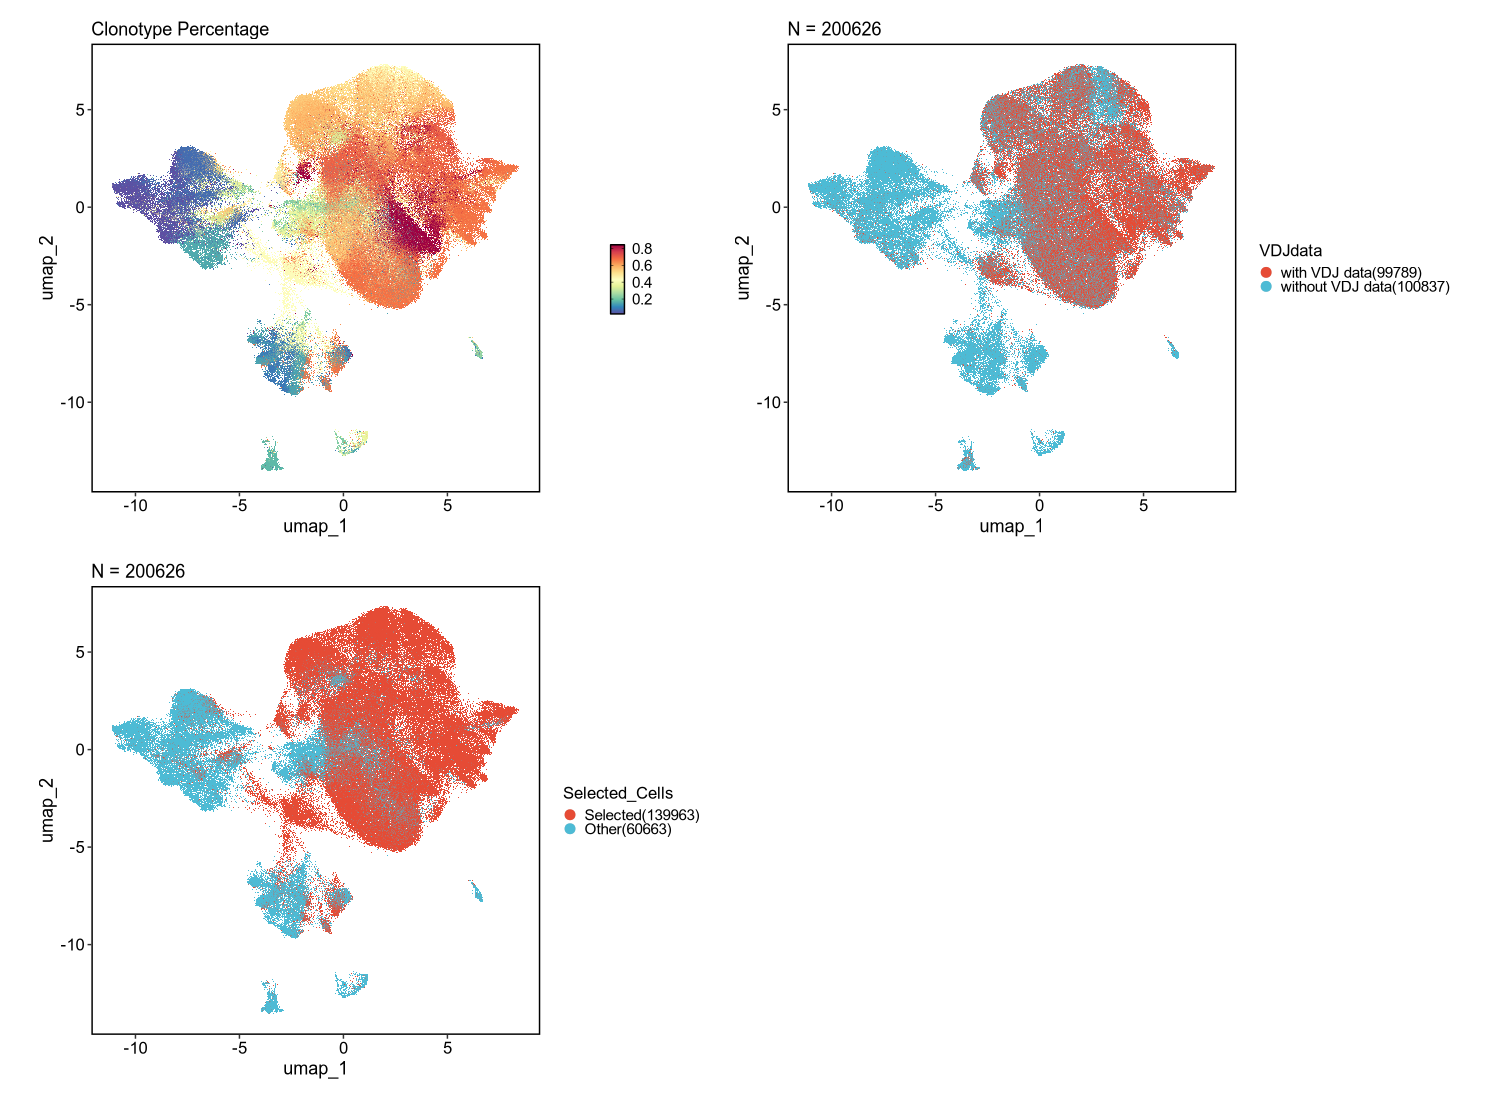 Clonotype Percentage
5
0
-5
-10
umap_2
-10
-5
0
5
umap_1
0.8
0.6
0.4
0.2
N = 200626
5
0
-5
-10
umap_2
-10
-5
0
5
umap_1
VDJdata
with VDJ data(99789)
without VDJ data(100837)
N = 200626
5
0
-5
-10
umap_2
-10
-5
0
5
umap_1
Selected_Cells
Selected(139963)
Other(60663)